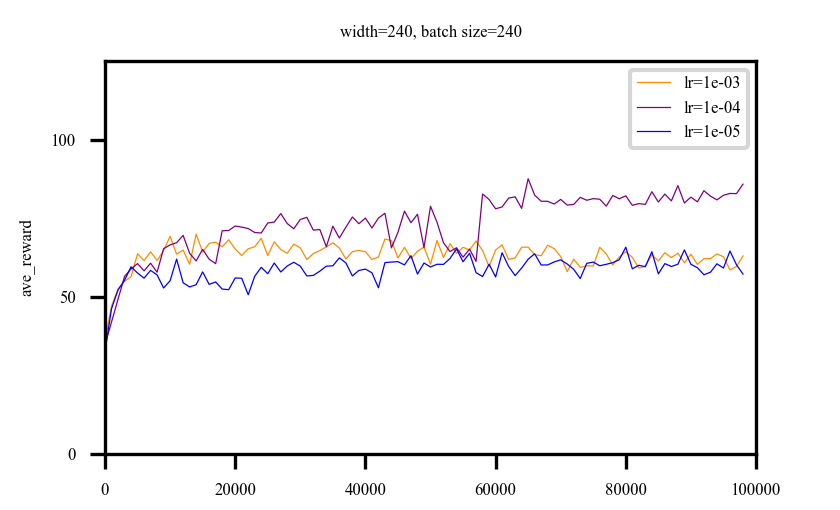 width=240, batch size=240
lr=1e-03
lr=1e-04
lr=1e-05
ave_reward
100
50
0
0 20000 40000 60000 80000 100000